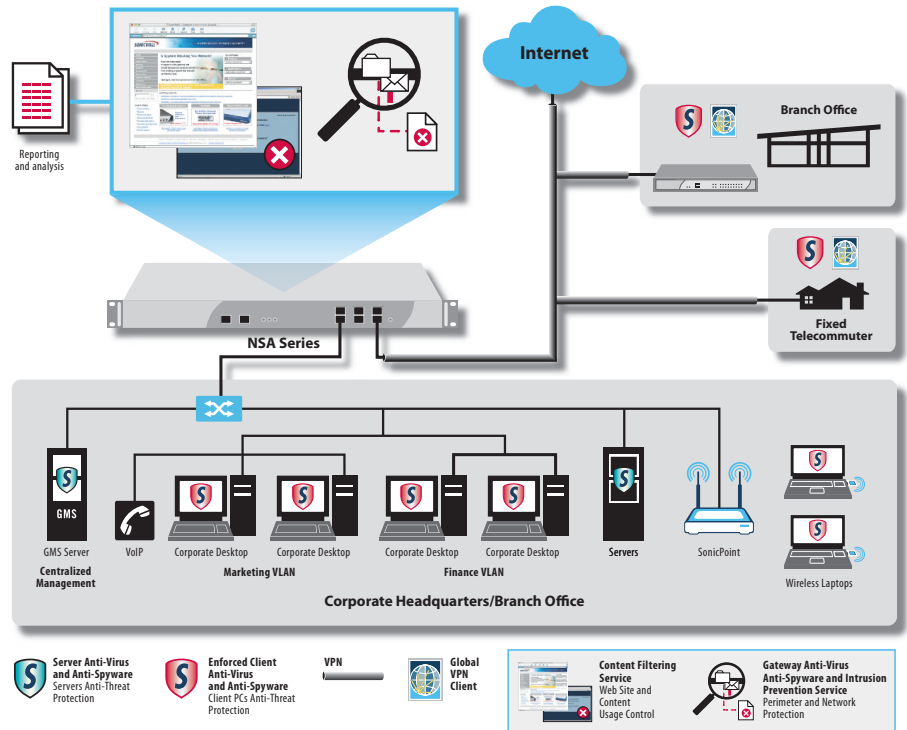 SONICWALL
Internet
Branch Office
Reporting
and analysis
S
S
Fixed
Telecommuter
NSA Series
S
GMS
S
S
S
S
S
S
S
GMS Server
VoIP
Corporate Desktop
Corporate Desktop
Corporate Desktop
Corporate Desktop
Servers
SonicPoint
Centralized
Management
Marketing VLAN
Finance VLAN
Wireless Laptops
Corporate Headquarters/Branch Office
S
Server Anti-Virus
and Anti-Spyware
Servers Anti-Threat
Protection
S
Enforced Client
Anti-Virus
and Anti-Spyware
Client PCs Anti-Threat
Protection
VPN
Global
VPN
Client
Content Filtering
Service
Web Site and
Content
Usage Control
Gateway Anti-Virus
Anti-Spyware and Intrusion
Prevention Service
Perimeter and Network
Protection